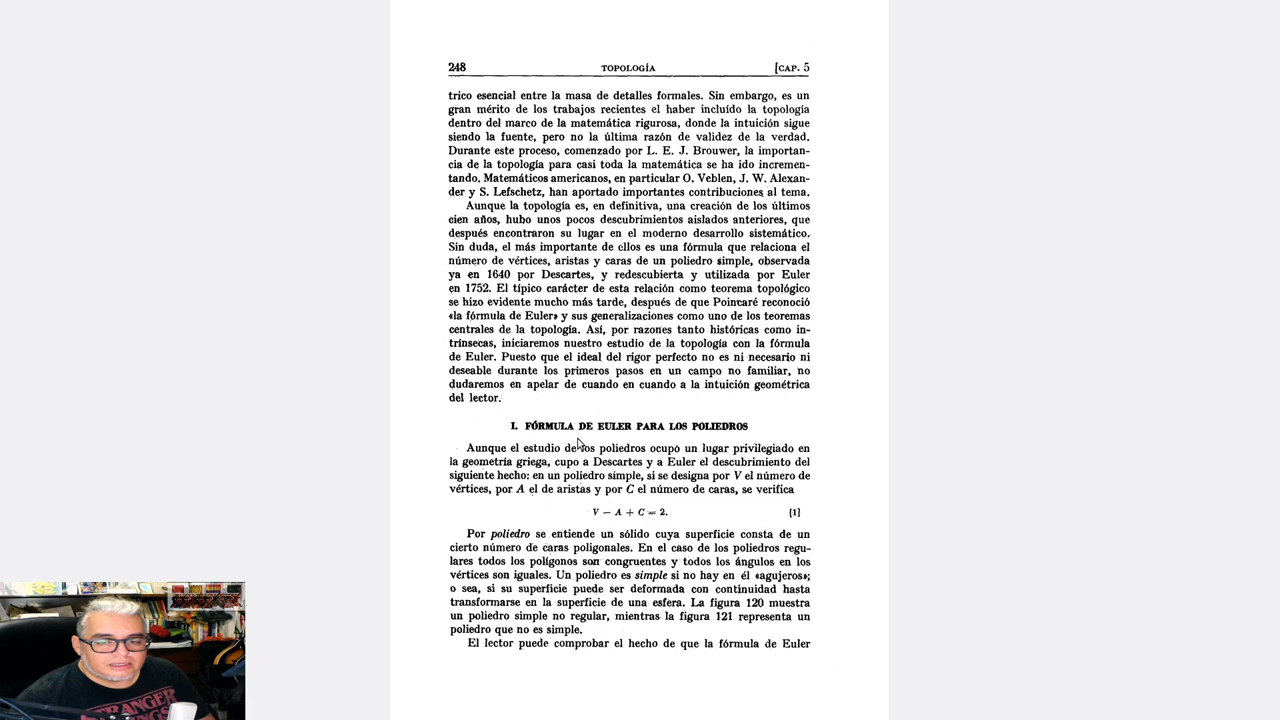 248
TOPOLOGÍA
[CAP. 5
trico esencial entre la masa de detalles formales. Sin embargo, es un
gran mérito de los trabajos recientes el haber incluído la topología
dentro del marco de la matemática rigurosa, donde la intuición sigue
siendo la fuente, pero no la última razón de validez de la verdad.
Durante este proceso, comenzado por L. E. J. Brouwer, la importan-
cia de la topología para casi toda la matemática se ha ido incremen-
tando. Matemáticos americanos, en particular O. Veblen, J. W. Alexan-
der y S. Lefschetz, han aportado importantes contribuciones al tema.
Aunque la topología es, en definitiva, una creación de los últimos
cien años, hubo unos pocos descubrimientos aislados anteriores, que
después encontraron su lugar en el moderno desarrollo sistemático.
Sin duda, el más importante de ellos es una fórmula que relaciona el
número de vértices, aristas y caras de un poliedro simple, observada
ya en 1640 por Descartes, y redescubierta y utilizada por Euler
en 1752. El típico carácter de esta relación como teorema topológico
se hizo evidente mucho más tarde, después de que Poincaré reconoció
«la fórmula de Euler» y sus generalizaciones como uno de los teoremas
centrales de la topología. Así, por razones tanto históricas como in-
trínsecas, iniciaremos nuestro estudio de la topología con la fórmula
de Euler. Puesto que el ideal del rigor perfecto no es ni necesario ni
deseable durante los primeros pasos en un campo no familiar, no
dudaremos en apelar de cuando en cuando a la intuición geométrica
del lector.
I. FÓRMULA DE EULER PARA LOS POLIEDROS
Aunque el estudio de los poliedros ocupó un lugar privilegiado en
la geometría griega, cupo a Descartes y a Euler el descubrimiento del
siguiente hecho: en un poliedro simple, si se designa por V el número de
vértices, por A el de aristas y por C el número de caras, se verifica
V − A + C = 2. [1]
Por poliedro se entiende un sólido cuya superficie consta de un
cierto número de caras poligonales. En el caso de los poliedros regu-
lares todos los polígonos son congruentes y todos los ángulos en los
vértices son iguales. Un poliedro es simple si no hay en él «agujeros»;
o sea, si su superficie puede ser deformada con continuidad hasta
transformarse en la superficie de una esfera. La figura 120 muestra
un poliedro simple no regular, mientras la figura 121 representa un
poliedro que no es simple.
El lector puede comprobar el hecho de que la fórmula de Euler